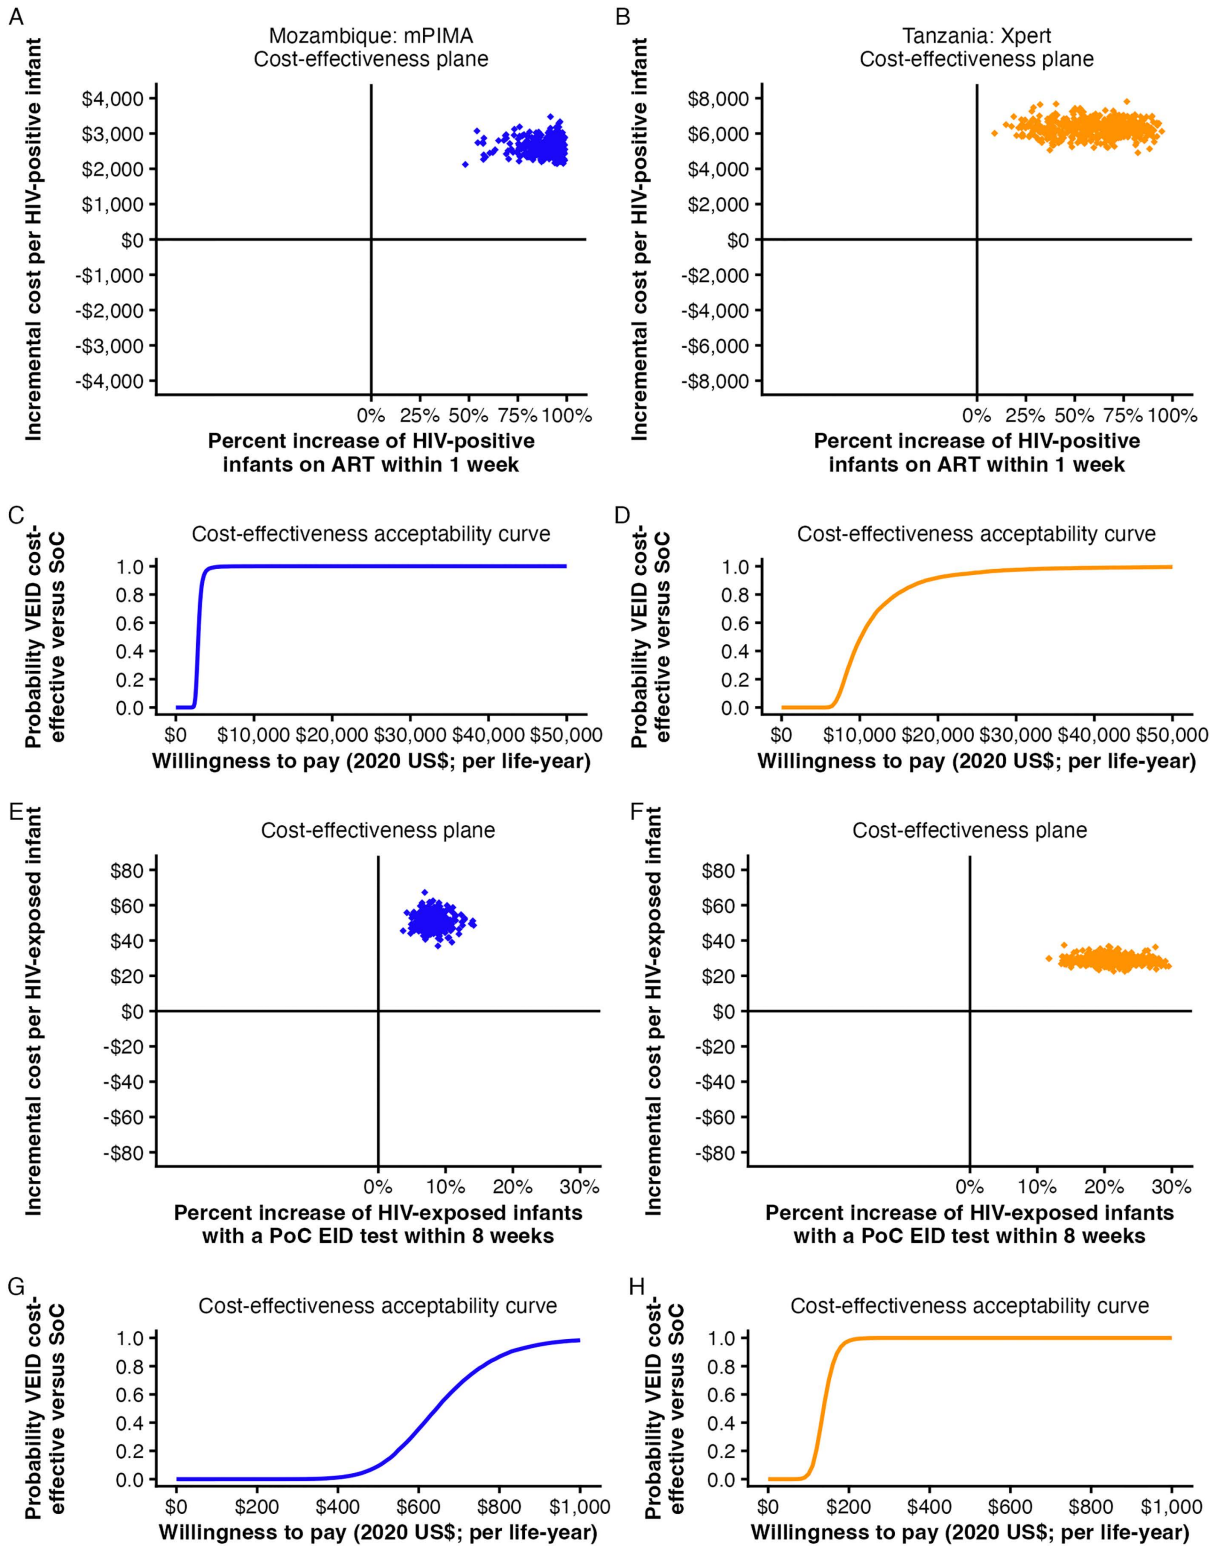 A
Mozambique: mPIMA
Cost-effectiveness plane
Incremental cost per HIV-positive infant
$4,000
$3,000
$2,000
$1,000
$0
-$1,000
-$2,000
-$3,000
-$4,000
0% 25% 50% 75% 100%
Percent increase of HIV-positive
infants on ART within 1 week
B
Tanzania: Xpert
Cost-effectiveness plane
Incremental cost per HIV-positive infant
$8,000
$6,000
$4,000
$2,000
$0
-$2,000
-$4,000
-$6,000
-$8,000
0% 25% 50% 75% 100%
Percent increase of HIV-positive
infants on ART within 1 week
C
Cost-effectiveness acceptability curve
Probability VEID cost-
effective versus SoC
1.0
0.8
0.6
0.4
0.2
0.0
$0 $10,000 $20,000 $30,000 $40,000 $50,000
Willingness to pay (2020 US$; per life-year)
D
Cost-effectiveness acceptability curve
Probability VEID cost-
effective versus SoC
1.0
0.8
0.6
0.4
0.2
0.0
$0 $10,000 $20,000 $30,000 $40,000 $50,000
Willingness to pay (2020 US$; per life-year)
E
Cost-effectiveness plane
Incremental cost per HIV-exposed infant
$80
$60
$40
$20
$0
-$20
-$40
-$60
-$80
0% 10% 20% 30%
Percent increase of HIV-exposed infants
with a PoC EID test within 8 weeks
F
Cost-effectiveness plane
Incremental cost per HIV-exposed infant
$80
$60
$40
$20
$0
-$20
-$40
-$60
-$80
0% 10% 20% 30%
Percent increase of HIV-exposed infants
with a PoC EID test within 8 weeks
G
Cost-effectiveness acceptability curve
Probability VEID cost-
effective versus SoC
1.0
0.8
0.6
0.4
0.2
0.0
$0 $200 $400 $600 $800 $1,000
Willingness to pay (2020 US$; per life-year)
H
Cost-effectiveness acceptability curve
Probability VEID cost-
effective versus SoC
1.0
0.8
0.6
0.4
0.2
0.0
$0 $200 $400 $600 $800 $1,000
Willingness to pay (2020 US$; per life-year)